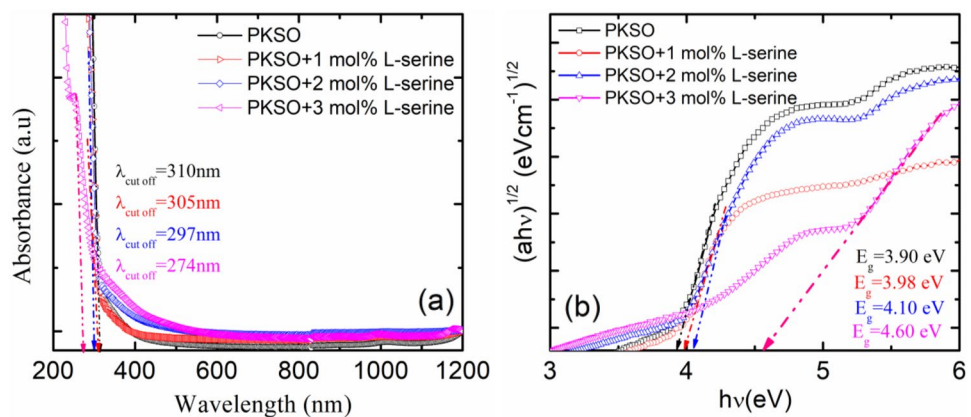 PKSO
PKSO+1 mol% L-serine
PKSO+2 mol% L-serine
PKSO+3 mol% L-serine
λcut off=310nm
λcut off=305nm
λcut off=297nm
λcut off=274nm
(a)
Absorbance (a.u)
200 400 600 800 1000 1200
Wavelength (nm)
PKSO
PKSO+1 mol% L-serine
PKSO+2 mol% L-serine
PKSO+3 mol% L-serine
(ahν)1/2 (eVcm-1)1/2
(b)
Eg=3.90 eV
Eg=3.98 eV
Eg=4.10 eV
Eg=4.60 eV
3 4 5 6
hν(eV)